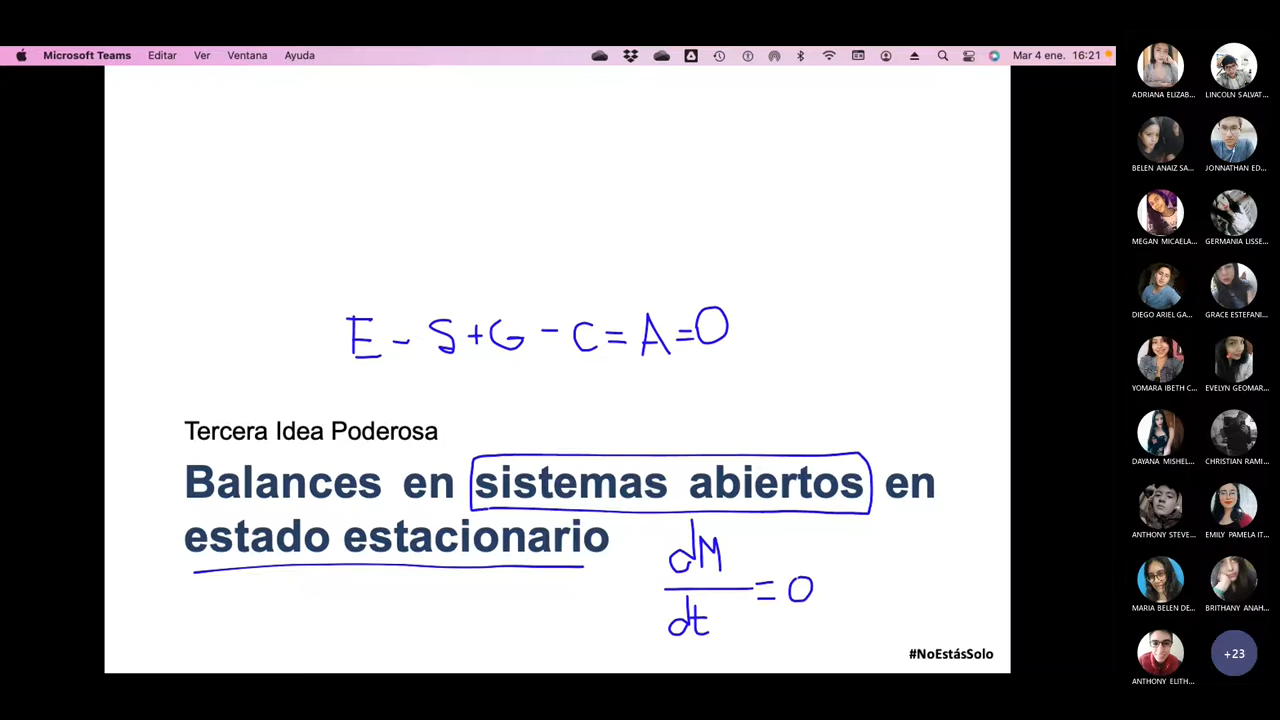 Microsoft Teams Editar Ver Ventana Ayuda Mar 4 ene. 16:21
E - S + G - C = A = 0
Tercera Idea Poderosa
Balances en sistemas abiertos en
estado estacionario
dM
dt
= 0
#NoEstásSolo
ADRIANA ELIZAB... LINCOLN SALVAT...
BELEN ANAIZ SA... JONNATHAN ED...
MEGAN MICAELA... GERMANIA LISSE...
DIEGO ARIEL GA... GRACE ESTEFANI...
YOMARA IBETH C... EVELYN GEOMAR...
DAYANA MISHEL... CHRISTIAN RAMI...
ANTHONY STEVE... EMILY PAMELA IT...
MARIA BELEN DE... BRITHANY ANAH...
ANTHONY ELITH... +23